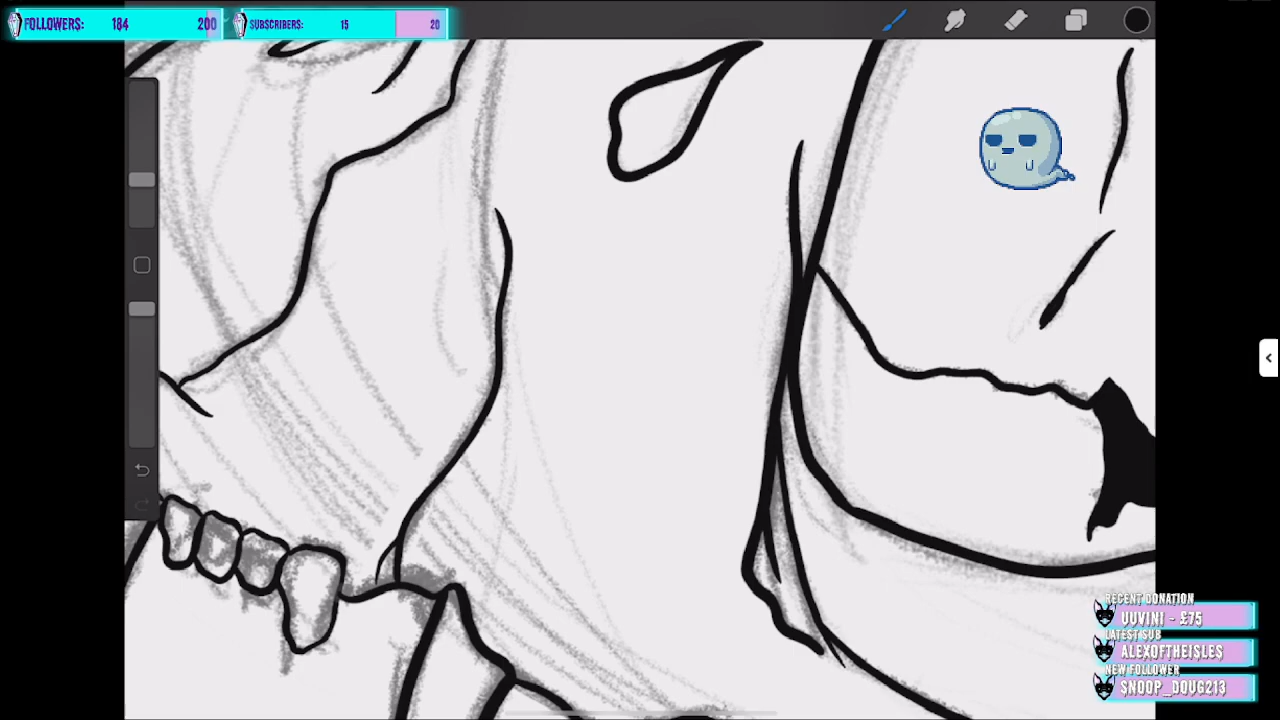 FOLLOWERS: 184 200
SUBSCRIBERS: 15 20
RECENT DONATION
UUVINI - £75
LATEST SUB
ALEXOFTHEISLES
NEW FOLLOWER
SNOOP_DOUG213